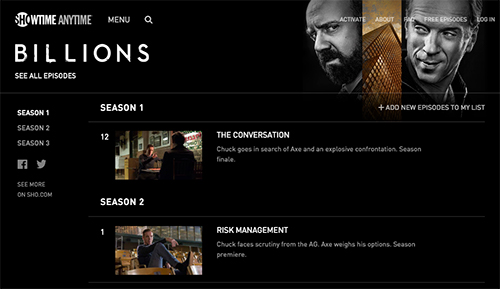 SHOWTIME ANYTIME MENU ACTIVATE ABOUT FAQ FREE EPISODES LOG IN
BILLIONS
SEE ALL EPISODES
SEASON 1
SEASON 2
SEASON 3
SEE MORE
ON SHO.COM
SEASON 1 + ADD NEW EPISODES TO MY LIST
12 THE CONVERSATION
Chuck goes in search of Axe and an explosive confrontation. Season
finale.
SEASON 2
1 RISK MANAGEMENT
Chuck faces scrutiny from the AG. Axe weighs his options. Season
premiere.